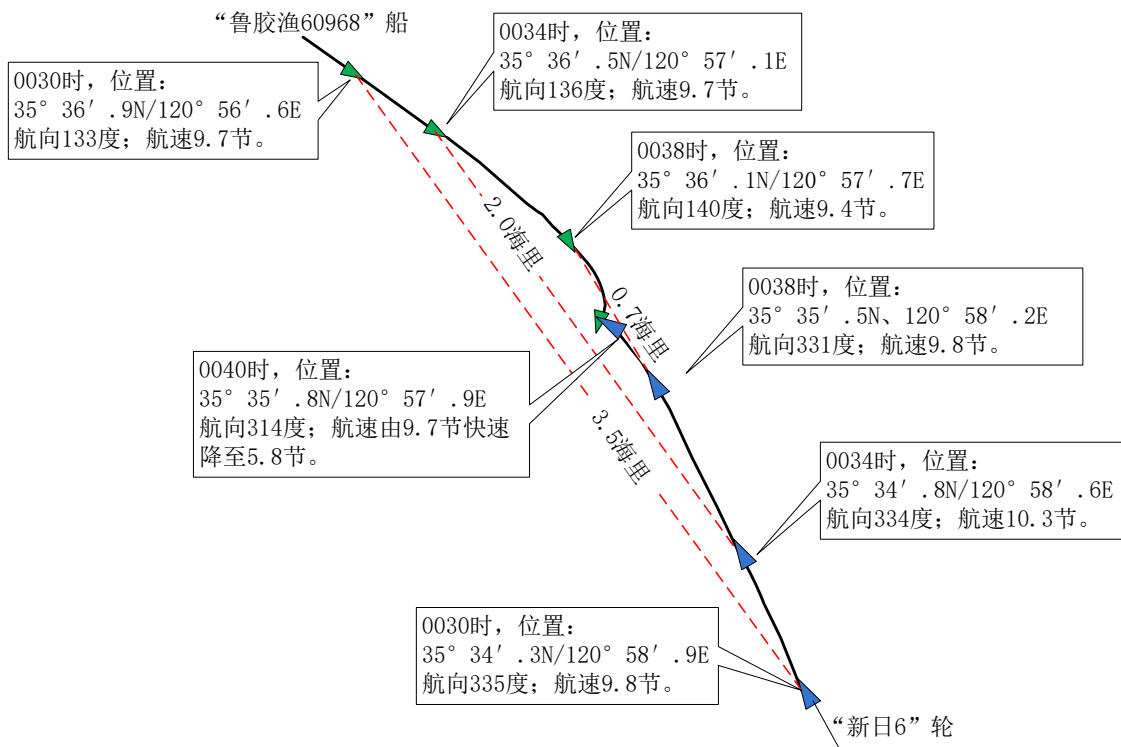 “鲁胶渔60968”船
0034时，位置：
35° 36′.5N/120° 57′.1E
航向136度；航速9.7节。
0030时，位置：
35° 36′.9N/120° 56′.6E
航向133度；航速9.7节。
0038时，位置：
35° 36′.1N/120° 57′.7E
航向140度；航速9.4节。
2.0海里
0038时，位置：
35° 35′.5N、120° 58′.2E
航向331度；航速9.8节。
0.7海里
0040时，位置：
35° 35′.8N/120° 57′.9E
航向314度；航速由9.7节快速
降至5.8节。
3.5海里
0034时，位置：
35° 34′.8N/120° 58′.6E
航向334度；航速10.3节。
0030时，位置：
35° 34′.3N/120° 58′.9E
航向335度；航速9.8节。
“新日6”轮